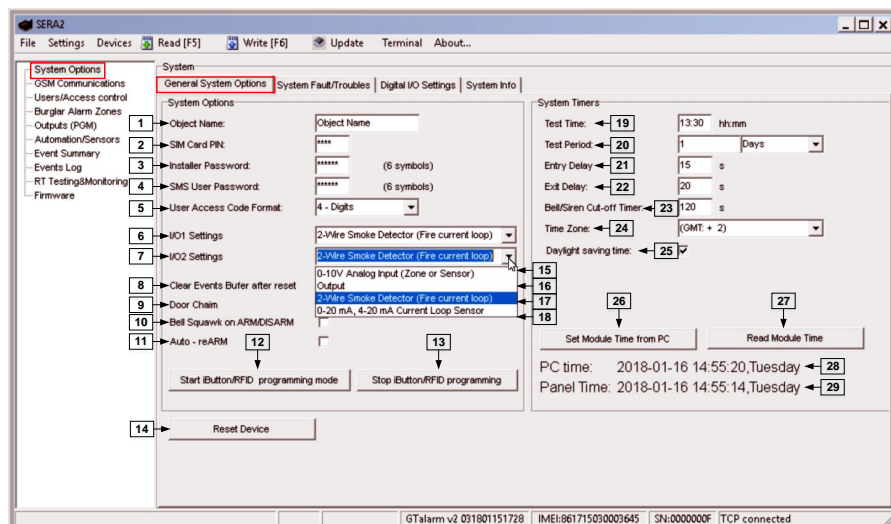 SERA2
File Settings Devices Read [F5] Write [F6] Update Terminal About...
System Options
GSM Communications
Users/Access control
Burglar Alarm Zones
Outputs (PGM)
Automation/Sensors
Event Summary
Events Log
RT Testing&Monitoring
Firmware
System
General System Options System Fault/Troubles Digital I/O Settings System Info
System Options
1 Object Name: Object Name
2 SIM Card PIN: ****
3 Installer Password: ****** (6 symbols)
4 SMS User Password: ****** (6 symbols)
5 User Access Code Format: 4 - Digits
6 I/O1 Settings 2-Wire Smoke Detector (Fire current loop)
7 I/O2 Settings 2-Wire Smoke Detector (Fire current loop)
0-10V Analog Input (Zone or Sensor) 15
8 Clear Events Bufer after reset Output 16
2-Wire Smoke Detector (Fire current loop) 17
9 Door Chaim 0-20 mA, 4-20 mA Current Loop Sensor 18
10 Bell Squawk on ARM/DISARM
11 Auto - reARM
12 13
Start iButton/RFID programming mode Stop iButton/RFID programming
14 Reset Device
System Timers
Test Time: 19 13:30 hh:mm
Test Period: 20 1 Days
Entry Delay 21 15 s
Exit Delay: 22 20 s
Bell/Siren Cut-off Timer: 23 120 s
Time Zone: 24 (GMT: + 2)
Daylight saving time: 25
26 27
Set Module Time from PC Read Module Time
PC time: 2018-01-16 14:55:20,Tuesday 28
Panel Time: 2018-01-16 14:55:14,Tuesday 29
GTalarm v2 031801151728 IMEI:861715030003645 SN:0000000F TCP connected